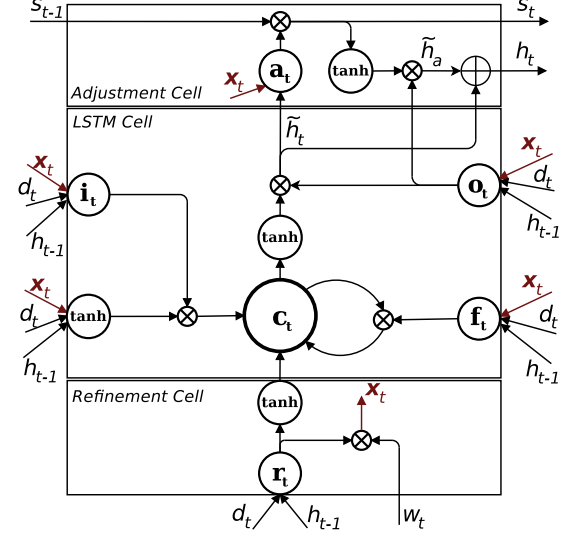 s_{t-1} s_t
a_t tanh h̃_a h_t
x_t
Adjustment Cell
LSTM Cell
h̃_t
x_t x_t
d_t i_t o_t d_t
h_{t-1} h_{t-1}
tanh
x_t x_t
d_t tanh c_t f_t d_t
h_{t-1} h_{t-1}
Refinement Cell tanh x_t
r_t
d_t h_{t-1} w_t